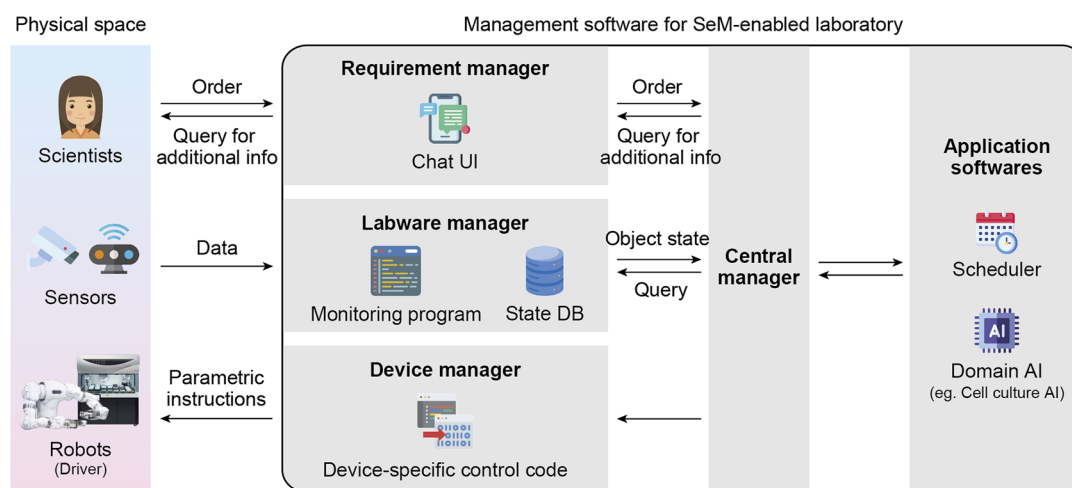 Physical space
Management software for SeM-enabled laboratory
Scientists
Order
Query for
additional info
Requirement manager
Chat UI
Order
Query for
additional info
Sensors
Data
Labware manager
Monitoring program
State DB
Object state
Query
Central
manager
Application
softwares
Scheduler
AI
Domain AI
(eg. Cell culture AI)
Robots
(Driver)
Parametric
instructions
Device manager
Device-specific control code